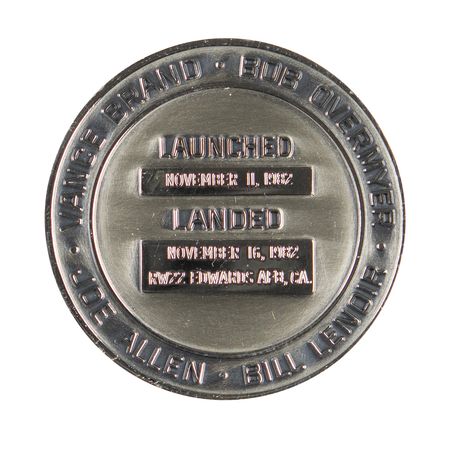 VANCE BRAND · BOB OVERMYER · BILL LENOIR · JOE ALLEN ·
LAUNCHED
NOVEMBER 11, 1982
LANDED
NOVEMBER 16, 1982
RW22 EDWARDS AFB, CA.